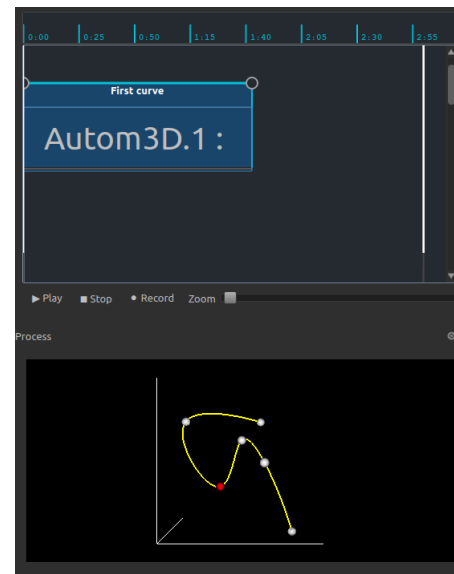 0:00 0:25 0:50 1:15 1:40 2:05 2:30 2:55
First curve
Autom3D.1 :
▶ Play ■ Stop ● Record Zoom
Process